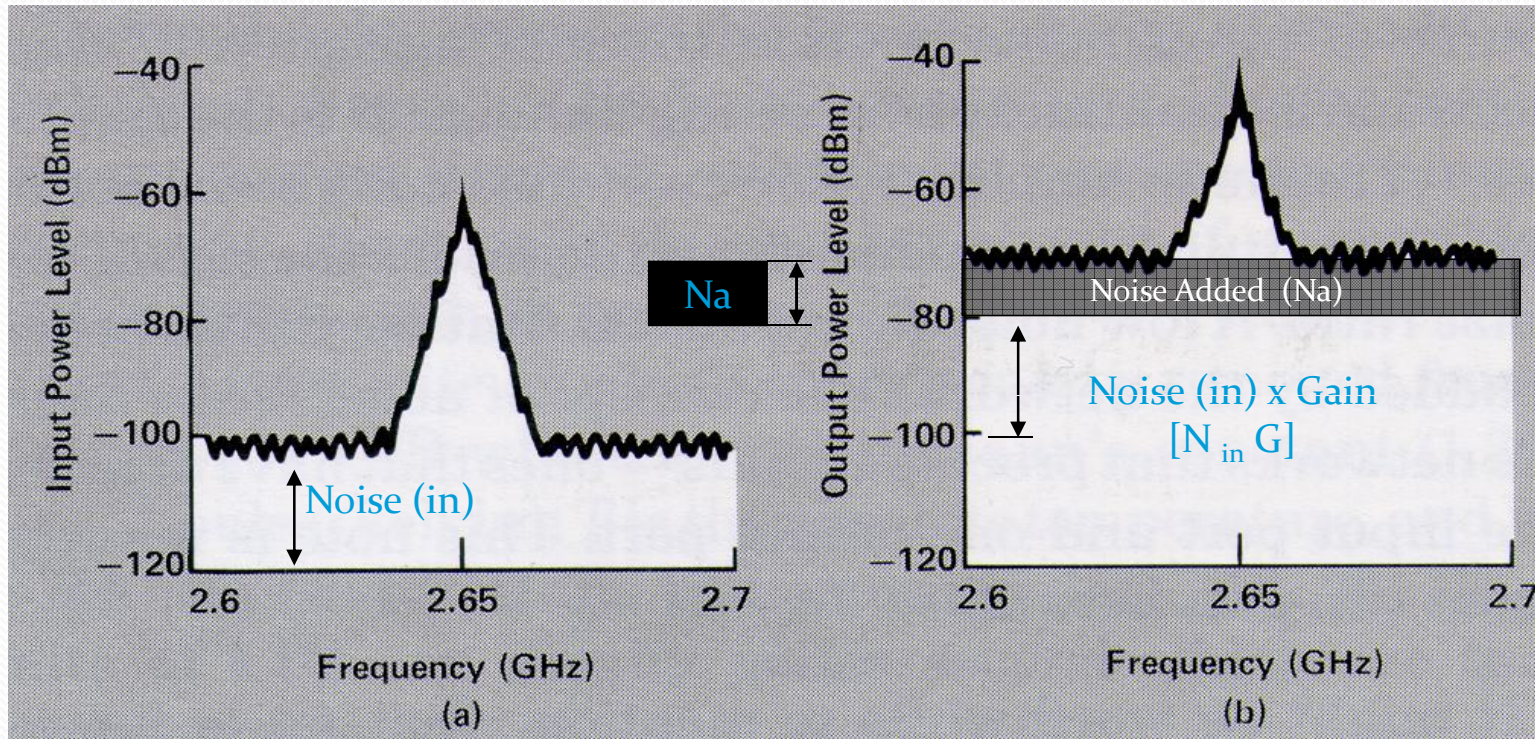 Input Power Level (dBm)
−40
−60
−80
−100
−120
Noise (in)
2.6
2.65
2.7
Frequency (GHz)
(a)
Na
Output Power Level (dBm)
−40
−60
−80
−100
−120
Noise Added (Na)
Noise (in) x Gain
[N in G]
2.6
2.65
2.7
Frequency (GHz)
(b)